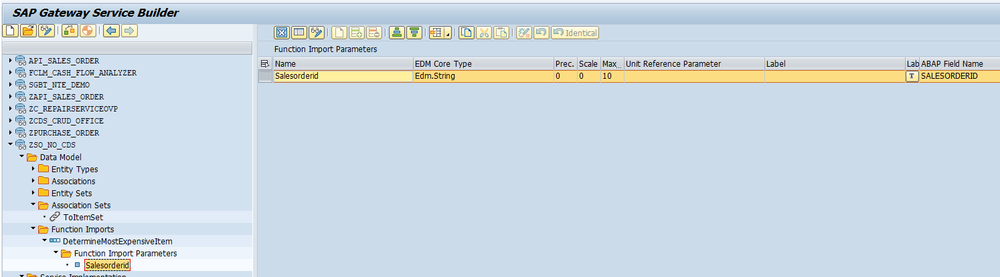 SAP Gateway Service Builder
Identical
Function Import Parameters
Name EDM Core Type Prec. Scale Max.. Unit Reference Parameter Label Lab ABAP Field Name
Salesorderid Edm.String 0 0 10 T SALESORDERID
API_SALES_ORDER
FCLM_CASH_FLOW_ANALYZER
SGBT_NTE_DEMO
ZAPI_SALES_ORDER
ZC_REPAIRSERVICEOVP
ZCDS_CRUD_OFFICE
ZPURCHASE_ORDER
ZSO_NO_CDS
Data Model
Entity Types
Associations
Entity Sets
Association Sets
ToItemSet
Function Imports
DetermineMostExpensiveItem
Function Import Parameters
Salesorderid
Service Implementation